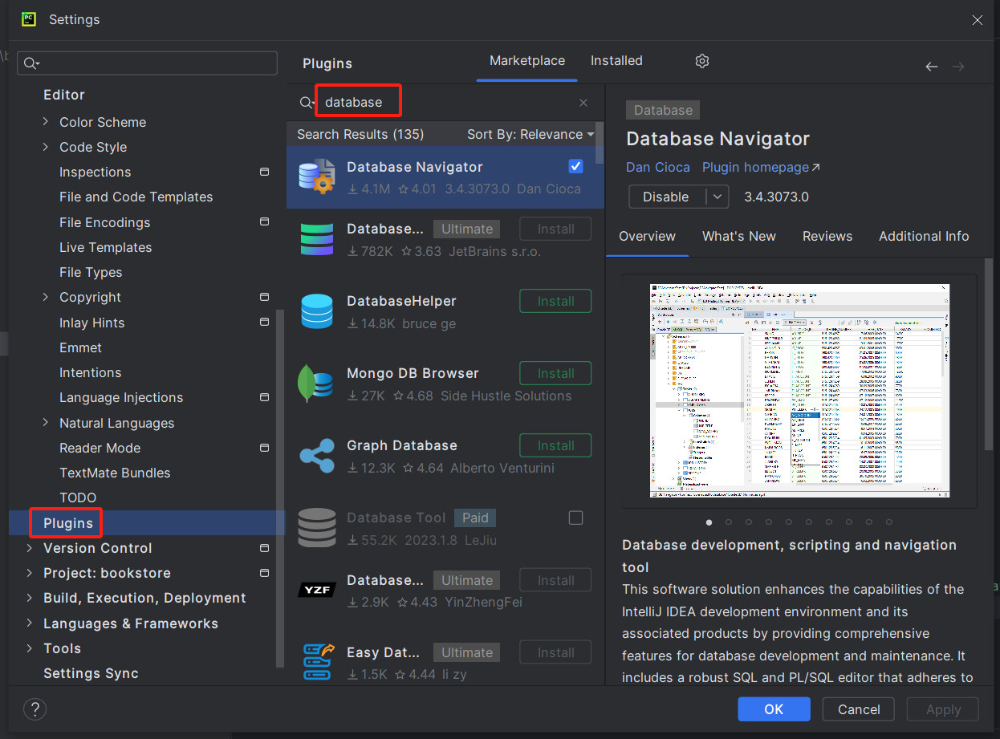 PC
Settings
Plugins
Marketplace
Installed
Editor
Color Scheme
Code Style
Inspections
File and Code Templates
File Encodings
Live Templates
File Types
Copyright
Inlay Hints
Emmet
Intentions
Language Injections
Natural Languages
Reader Mode
TextMate Bundles
TODO
Plugins
Version Control
Project: bookstore
Build, Execution, Deployment
Languages & Frameworks
Tools
Settings Sync
database
Search Results (135)
Sort By: Relevance
Database Navigator
4.1M 4.01 3.4.3073.0 Dan Cioca
Database... Ultimate Install
782K 3.63 JetBrains s.r.o.
DatabaseHelper Install
14.8K bruce ge
Mongo DB Browser Install
27K 4.68 Side Hustle Solutions
Graph Database Install
12.3K 4.64 Alberto Venturini
Database Tool Paid
55.2K 2023.1.8 LeJiu
YZF
Database... Ultimate Install
2.9K 4.43 YinZhengFei
Easy Dat... Ultimate Install
1.5K 4.44 li zy
Database
Database Navigator
Dan Cioca Plugin homepage
Disable 3.4.3073.0
Overview What's New Reviews Additional Info
Database development, scripting and navigation
tool
This software solution enhances the capabilities of the
IntelliJ IDEA development environment and its
associated products by providing comprehensive
features for database development and maintenance. It
includes a robust SQL and PL/SQL editor that adheres to
?
OK
Cancel
Apply